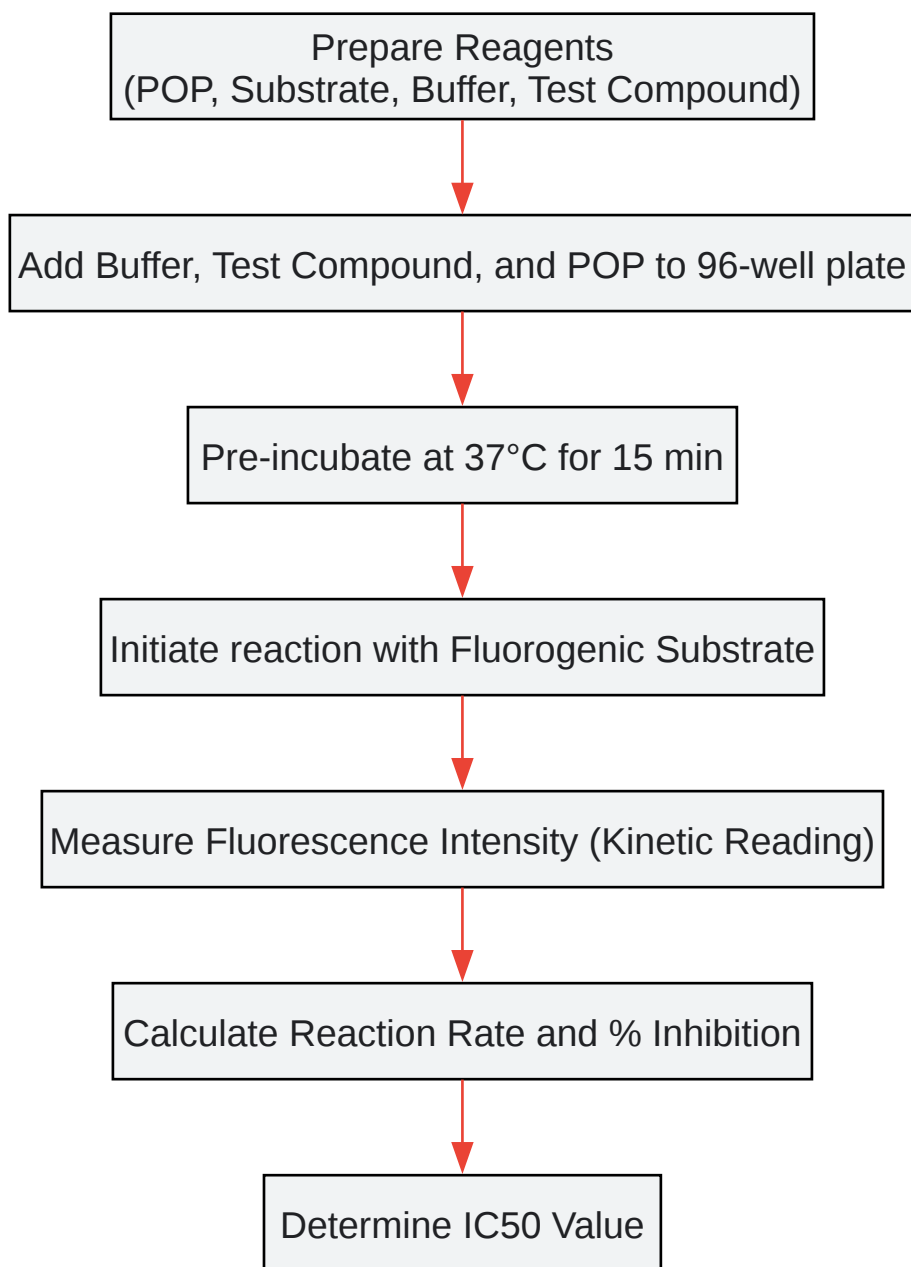 Prepare Reagents
(POP, Substrate, Buffer, Test Compound)
Add Buffer, Test Compound, and POP to 96-well plate
Pre-incubate at 37°C for 15 min
Initiate reaction with Fluorogenic Substrate
Measure Fluorescence Intensity (Kinetic Reading)
Calculate Reaction Rate and % Inhibition
Determine IC50 Value